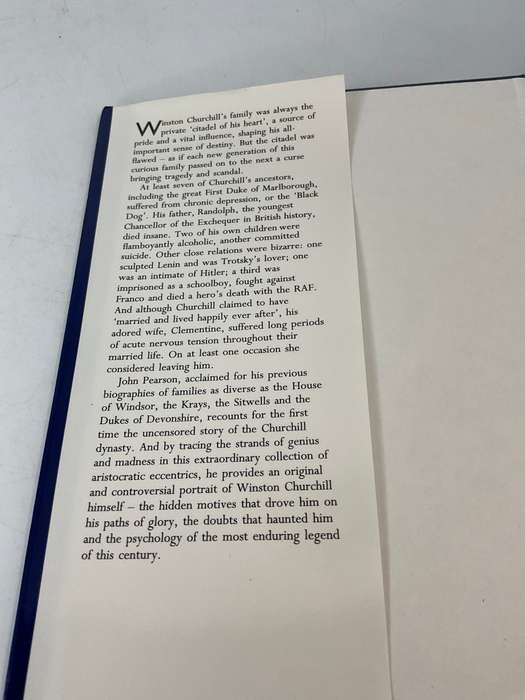 Winston Churchill's family was always the
private 'citadel of his heart', a source of
pride and a vital influence, shaping his all-
important sense of destiny. But the citadel was
flawed – as if each new generation of this
curious family passed on to the next a curse
bringing tragedy and scandal.
At least seven of Churchill's ancestors,
including the great First Duke of Marlborough,
suffered from chronic depression, or the 'Black
Dog'. His father, Randolph, the youngest
Chancellor of the Exchequer in British history,
died insane. Two of his own children were
flamboyantly alcoholic, another committed
suicide. Other close relations were bizarre: one
sculpted Lenin and was Trotsky's lover; one
was an intimate of Hitler; a third was
imprisoned as a schoolboy, fought against
Franco and died a hero's death with the RAF.
And although Churchill claimed to have
'married and lived happily ever after', his
adored wife, Clementine, suffered long periods
of acute nervous tension throughout their
married life. On at least one occasion she
considered leaving him.
John Pearson, acclaimed for his previous
biographies of families as diverse as the House
of Windsor, the Krays, the Sitwells and the
Dukes of Devonshire, recounts for the first
time the uncensored story of the Churchill
dynasty. And by tracing the strands of genius
and madness in this extraordinary collection of
aristocratic eccentrics, he provides an original
and controversial portrait of Winston Churchill
himself – the hidden motives that drove him on
his paths of glory, the doubts that haunted him
and the psychology of the most enduring legend
of this century.